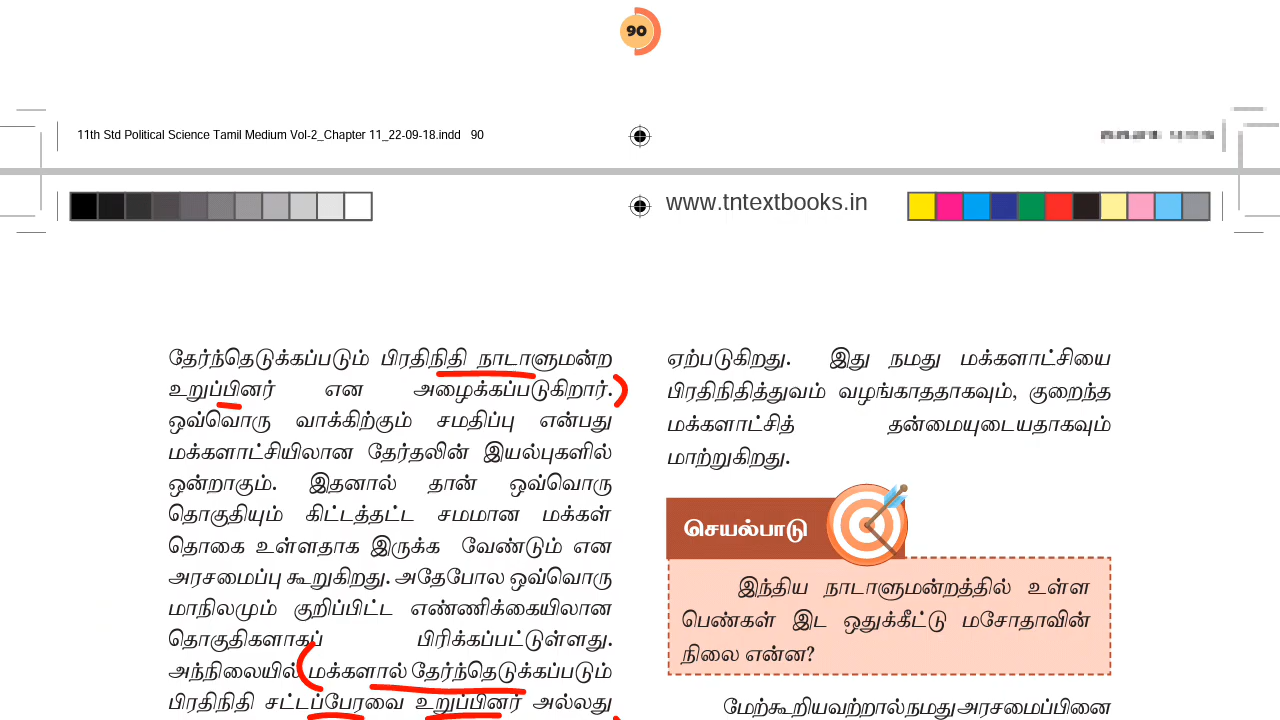 90
11th Std Political Science Tamil Medium Vol-2_Chapter 11_22-09-18.indd 90
www.tntextbooks.in
தேர்ந்தெடுக்கப்படும் பிரதிநிதி நாடாளுமன்ற
உறுப்பினர் என அழைக்கப்படுகிறார்.
ஒவ்வொரு வாக்கிற்கும் சமதிப்பு என்பது
மக்களாட்சியிலான தேர்தலின் இயல்புகளில்
ஒன்றாகும். இதனால் தான் ஒவ்வொரு
தொகுதியும் கிட்டத்தட்ட சமமான மக்கள்
தொகை உள்ளதாக இருக்க வேண்டும் என
அரசமைப்பு கூறுகிறது. அதேபோல ஒவ்வொரு
மாநிலமும் குறிப்பிட்ட எண்ணிக்கையிலான
தொகுதிகளாகப் பிரிக்கப்பட்டுள்ளது.
அந்நிலையில் மக்களால் தேர்ந்தெடுக்கப்படும்
பிரதிநிதி சட்டப்பேரவை உறுப்பினர் அல்லது
ஏற்படுகிறது. இது நமது மக்களாட்சியை
பிரதிநிதித்துவம் வழங்காததாகவும், குறைந்த
மக்களாட்சித் தன்மையுடையதாகவும்
மாற்றுகிறது.
செயல்பாடு
இந்திய நாடாளுமன்றத்தில் உள்ள
பெண்கள் இட ஒதுக்கீட்டு மசோதாவின்
நிலை என்ன?
மேற்கூறியவற்றால் நமது அரசமைப்பினை